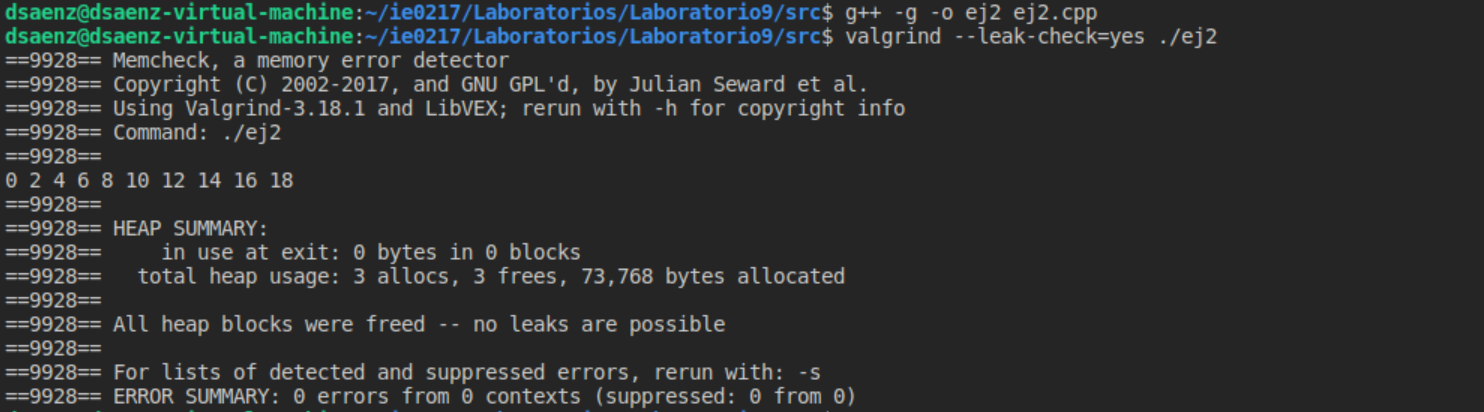 dsaenz@dsaenz-virtual-machine:~/ie0217/Laboratorios/Laboratorio9/src$ g++ -g -o ej2 ej2.cpp
dsaenz@dsaenz-virtual-machine:~/ie0217/Laboratorios/Laboratorio9/src$ valgrind --leak-check=yes ./ej2
==9928== Memcheck, a memory error detector
==9928== Copyright (C) 2002-2017, and GNU GPL'd, by Julian Seward et al.
==9928== Using Valgrind-3.18.1 and LibVEX; rerun with -h for copyright info
==9928== Command: ./ej2
==9928==
0 2 4 6 8 10 12 14 16 18
==9928==
==9928== HEAP SUMMARY:
==9928==     in use at exit: 0 bytes in 0 blocks
==9928==   total heap usage: 3 allocs, 3 frees, 73,768 bytes allocated
==9928==
==9928== All heap blocks were freed -- no leaks are possible
==9928==
==9928== For lists of detected and suppressed errors, rerun with: -s
==9928== ERROR SUMMARY: 0 errors from 0 contexts (suppressed: 0 from 0)